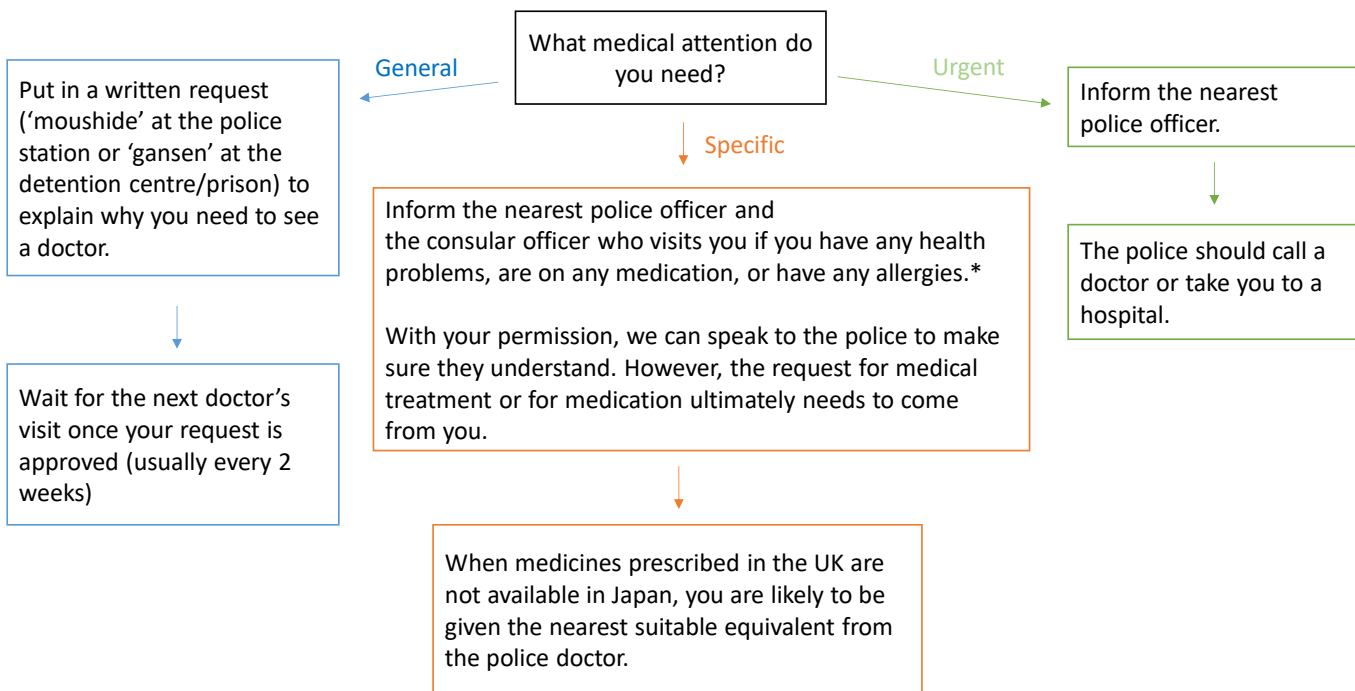 What medical attention do
you need?
General
Put in a written request
(‘moushide’ at the police
station or ‘gansen’ at the
detention centre/prison) to
explain why you need to see
a doctor.
Wait for the next doctor’s
visit once your request is
approved (usually every 2
weeks)
Specific
Inform the nearest police officer and
the consular officer who visits you if you have any health
problems, are on any medication, or have any allergies.*
With your permission, we can speak to the police to make
sure they understand. However, the request for medical
treatment or for medication ultimately needs to come
from you.
When medicines prescribed in the UK are
not available in Japan, you are likely to be
given the nearest suitable equivalent from
the police doctor.
Urgent
Inform the nearest
police officer.
The police should call a
doctor or take you to a
hospital.